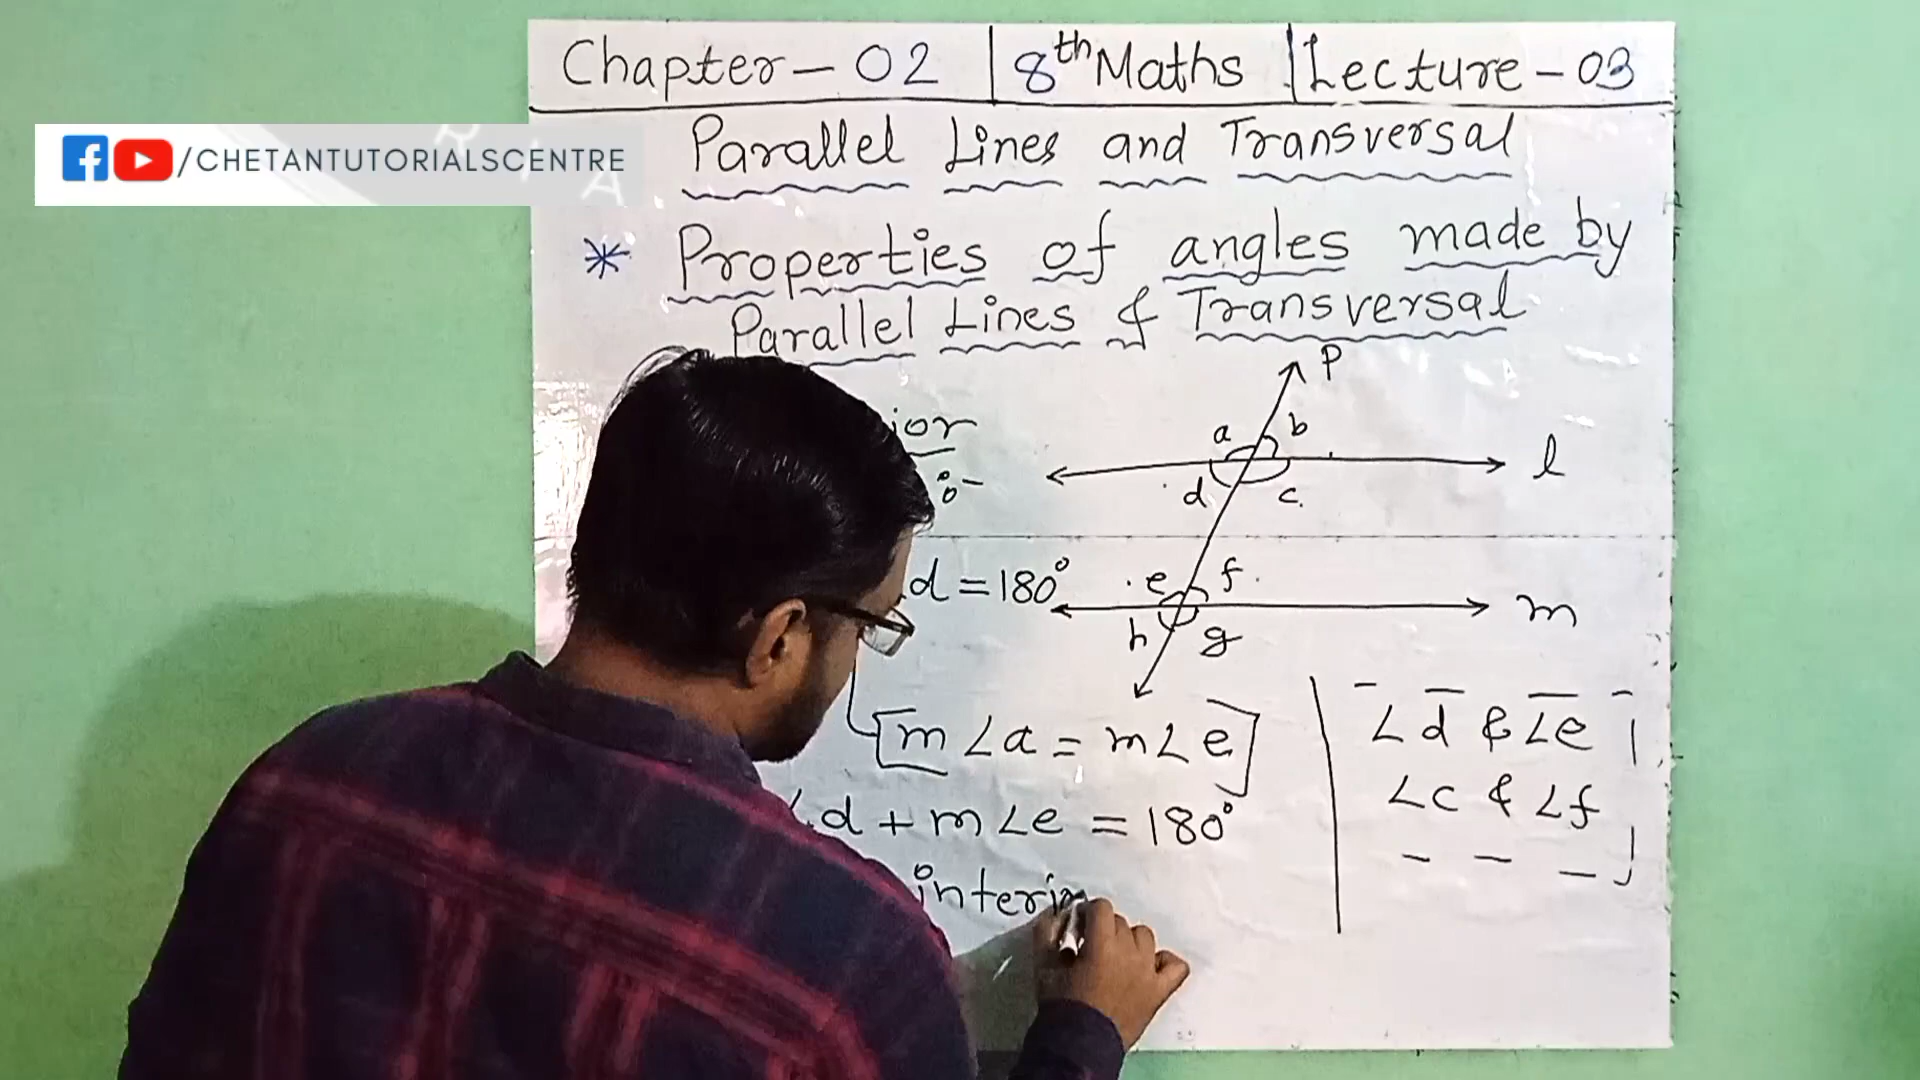 Chapter - 02 | 8th Maths | Lecture - 03
/CHETANTUTORIALSCENTRE
Parallel Lines and Transversal
* Properties of angles made by
Parallel Lines & Transversal
P
a b
l
d c
d = 180°
e f
m
h g
[m∠a = m∠e]
∠d & ∠e
∠c & ∠f
∠d + m∠e = 180°